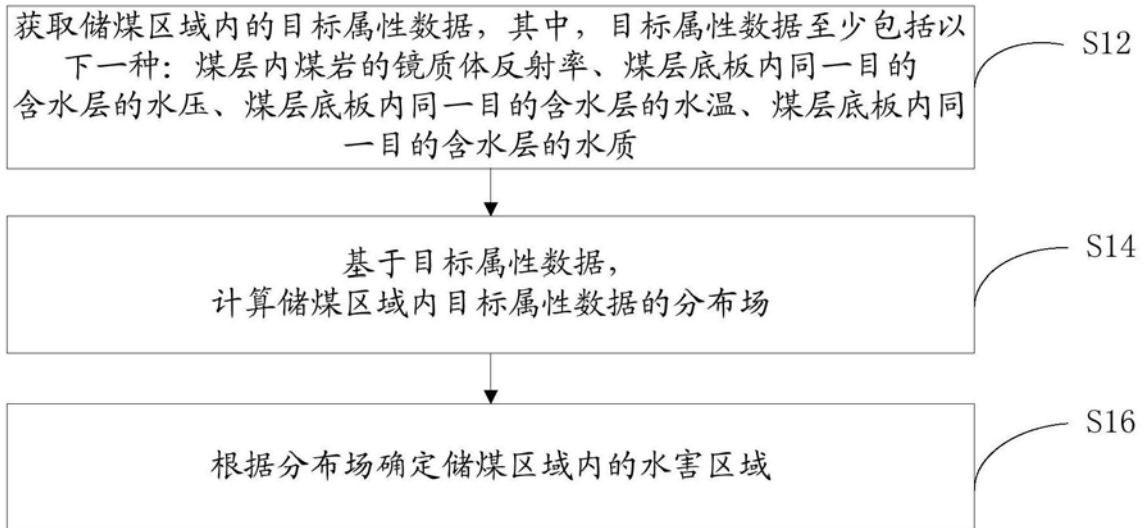 获取储煤区域内的目标属性数据，其中，目标属性数据至少包括以
下一种：煤层内煤岩的镜质体反射率、煤层底板内同一目的
含水层的水压、煤层底板内同一目的含水层的水温、煤层底板内同
一目的含水层的水质
S12
基于目标属性数据，
计算储煤区域内目标属性数据的分布场
S14
根据分布场确定储煤区域内的水害区域
S16